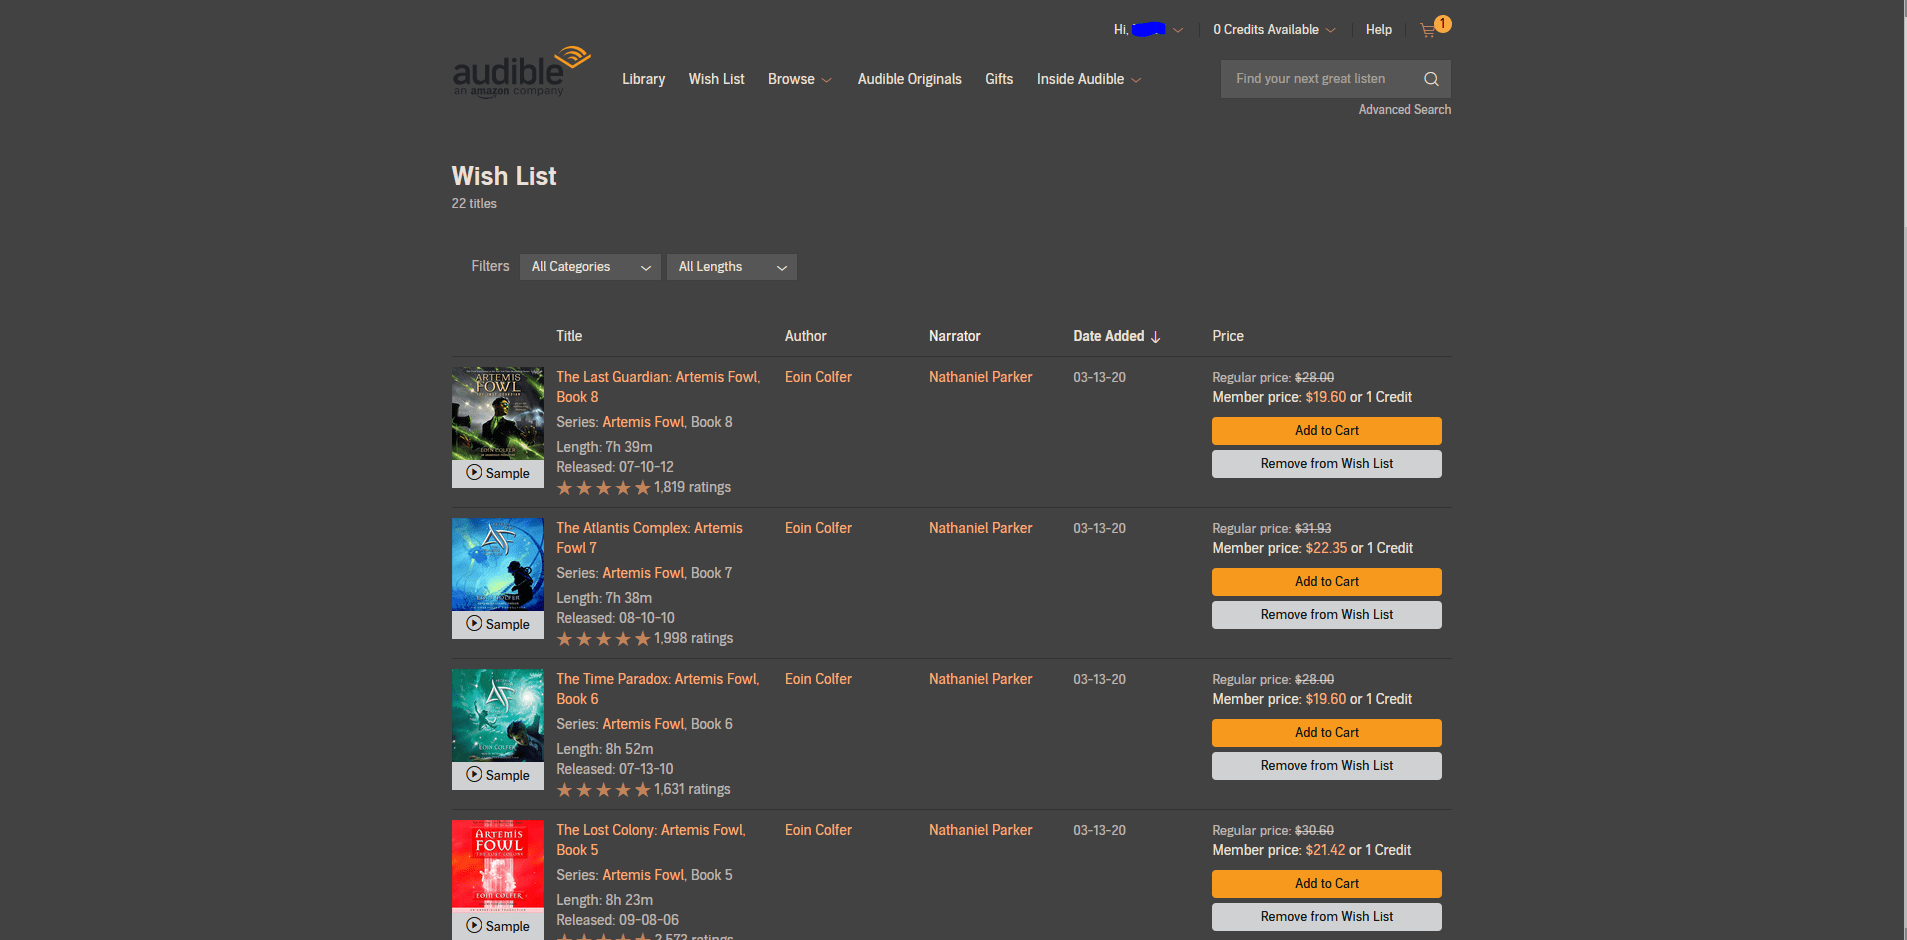 Hi,
0 Credits Available
Help
1
audible
an amazon company
Library
Wish List
Browse
Audible Originals
Gifts
Inside Audible
Find your next great listen
Advanced Search
Wish List
22 titles
Filters
All Categories
All Lengths
Title
Author
Narrator
Date Added
Price
ARTEMIS
FOWL
EOIN COLFER
Sample
The Last Guardian: Artemis Fowl,
Book 8
Series: Artemis Fowl, Book 8
Length: 7h 39m
Released: 07-10-12
1,819 ratings
Eoin Colfer
Nathaniel Parker
03-13-20
Regular price: $28.00
Member price: $19.60 or 1 Credit
Add to Cart
Remove from Wish List
AF
Sample
The Atlantis Complex: Artemis
Fowl 7
Series: Artemis Fowl, Book 7
Length: 7h 38m
Released: 08-10-10
1,998 ratings
Eoin Colfer
Nathaniel Parker
03-13-20
Regular price: $31.93
Member price: $22.35 or 1 Credit
Add to Cart
Remove from Wish List
AF
EOIN COLFER
Sample
The Time Paradox: Artemis Fowl,
Book 6
Series: Artemis Fowl, Book 6
Length: 8h 52m
Released: 07-13-10
1,631 ratings
Eoin Colfer
Nathaniel Parker
03-13-20
Regular price: $28.00
Member price: $19.60 or 1 Credit
Add to Cart
Remove from Wish List
ARTEMIS
FOWL
THE LOST COLONY
EOIN COLFER
Sample
The Lost Colony: Artemis Fowl,
Book 5
Series: Artemis Fowl, Book 5
Length: 8h 23m
Released: 09-08-06
2,573 ratings
Eoin Colfer
Nathaniel Parker
03-13-20
Regular price: $30.60
Member price: $21.42 or 1 Credit
Add to Cart
Remove from Wish List